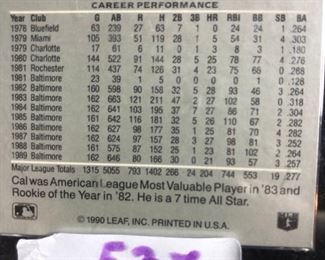 CAREER PERFORMANCE
Year Club G AB R H 2B 3B HR RBI BB SB BA
1978 Bluefield 63 239 27 63 7 1 0 24 24 1 .264
1979 Miami 105 393 51 119 28 2 5 54 31 4 .303
1979 Charlotte 17 61 6 11 0 1 3 8 3 1 .180
1980 Charlotte 144 522 91 144 28 5 25 78 77 4 .276
1981 Rochester 114 437 74 126 31 4 23 75 66 0 .288
1981 Baltimore 23 39 1 5 0 0 0 0 1 0 .128
1982 Baltimore 160 598 90 158 32 5 28 93 46 3 .264
1983 Baltimore 162 663 121 211 47 2 27 102 58 0 .318
1984 Baltimore 162 641 103 195 37 7 27 86 71 2 .304
1985 Baltimore 161 642 116 181 32 5 26 110 67 2 .282
1986 Baltimore 162 627 98 177 35 1 25 81 70 4 .282
1987 Baltimore 162 624 97 157 28 3 27 98 81 3 .252
1988 Baltimore 161 575 87 152 25 1 23 81 102 2 .264
1989 Baltimore 162 646 80 166 30 0 21 93 57 3 .257
Major League Totals 1315 5055 793 1402 266 24 204 744 553 19 .277
Cal was American League Most Valuable Player in '83 and
Rookie of the Year in '82. He is a 7 time All Star.
© 1990 LEAF, INC. PRINTED IN U.S.A.